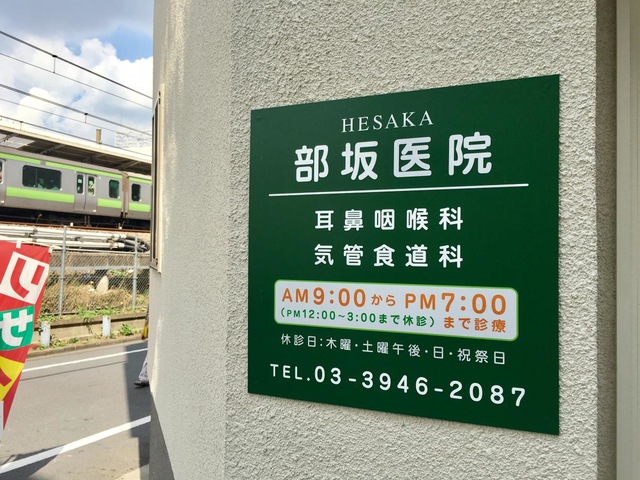 HESAKA
部坂医院
耳鼻咽喉科
気管食道科
AM9:00からPM7:00
(PM12:00〜3:00まで休診)まで診療
休診日:木曜・土曜午後・日・祝祭日
TEL.03-3946-2087